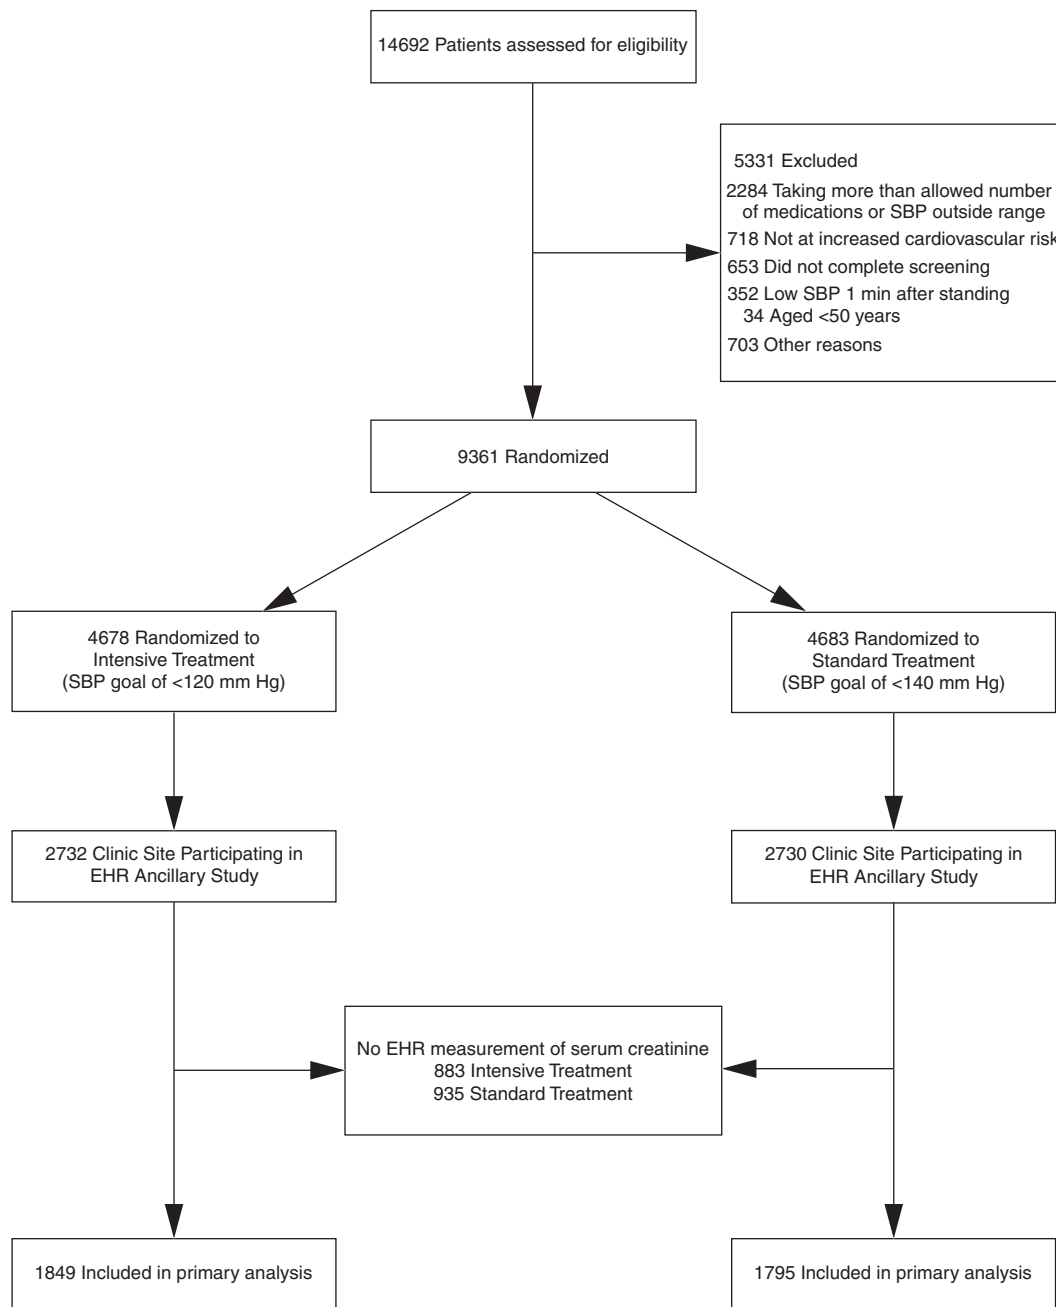 14692 Patients assessed for eligibility
5331 Excluded
2284 Taking more than allowed number
of medications or SBP outside range
718 Not at increased cardiovascular risk
653 Did not complete screening
352 Low SBP 1 min after standing
34 Aged <50 years
703 Other reasons
9361 Randomized
4678 Randomized to
Intensive Treatment
(SBP goal of <120 mm Hg)
4683 Randomized to
Standard Treatment
(SBP goal of <140 mm Hg)
2732 Clinic Site Participating in
EHR Ancillary Study
2730 Clinic Site Participating in
EHR Ancillary Study
No EHR measurement of serum creatinine
883 Intensive Treatment
935 Standard Treatment
1849 Included in primary analysis
1795 Included in primary analysis